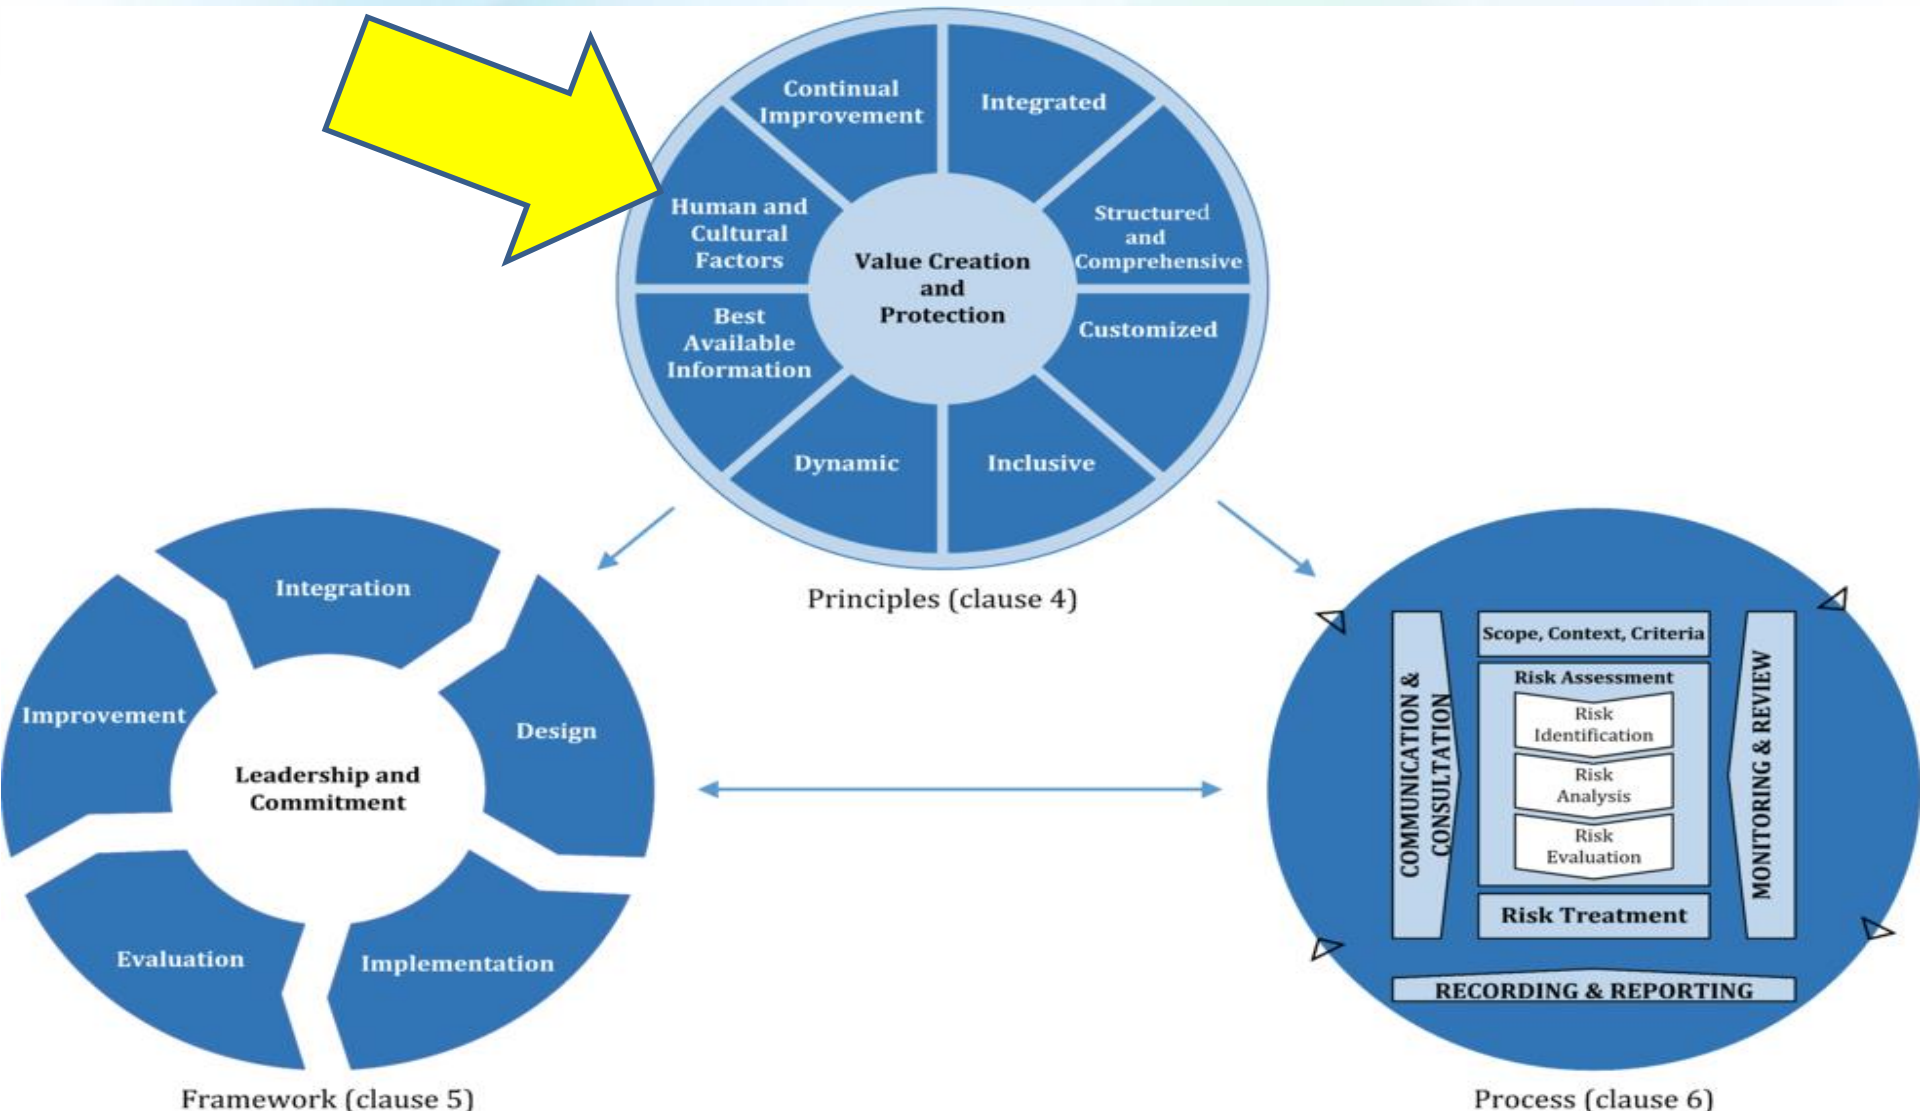 Continual
Improvement
Integrated
Human and
Cultural
Factors
Structured
and
Comprehensive
Value Creation
and
Protection
Best
Available
Information
Customized
Dynamic
Inclusive
Principles (clause 4)
Integration
Improvement
Design
Leadership and
Commitment
Evaluation
Implementation
Framework (clause 5)
Scope, Context, Criteria
Risk Assessment
Risk
Identification
Risk
Analysis
Risk
Evaluation
Risk Treatment
COMMUNICATION &
CONSULTATION
MONITORING & REVIEW
RECORDING & REPORTING
Process (clause 6)